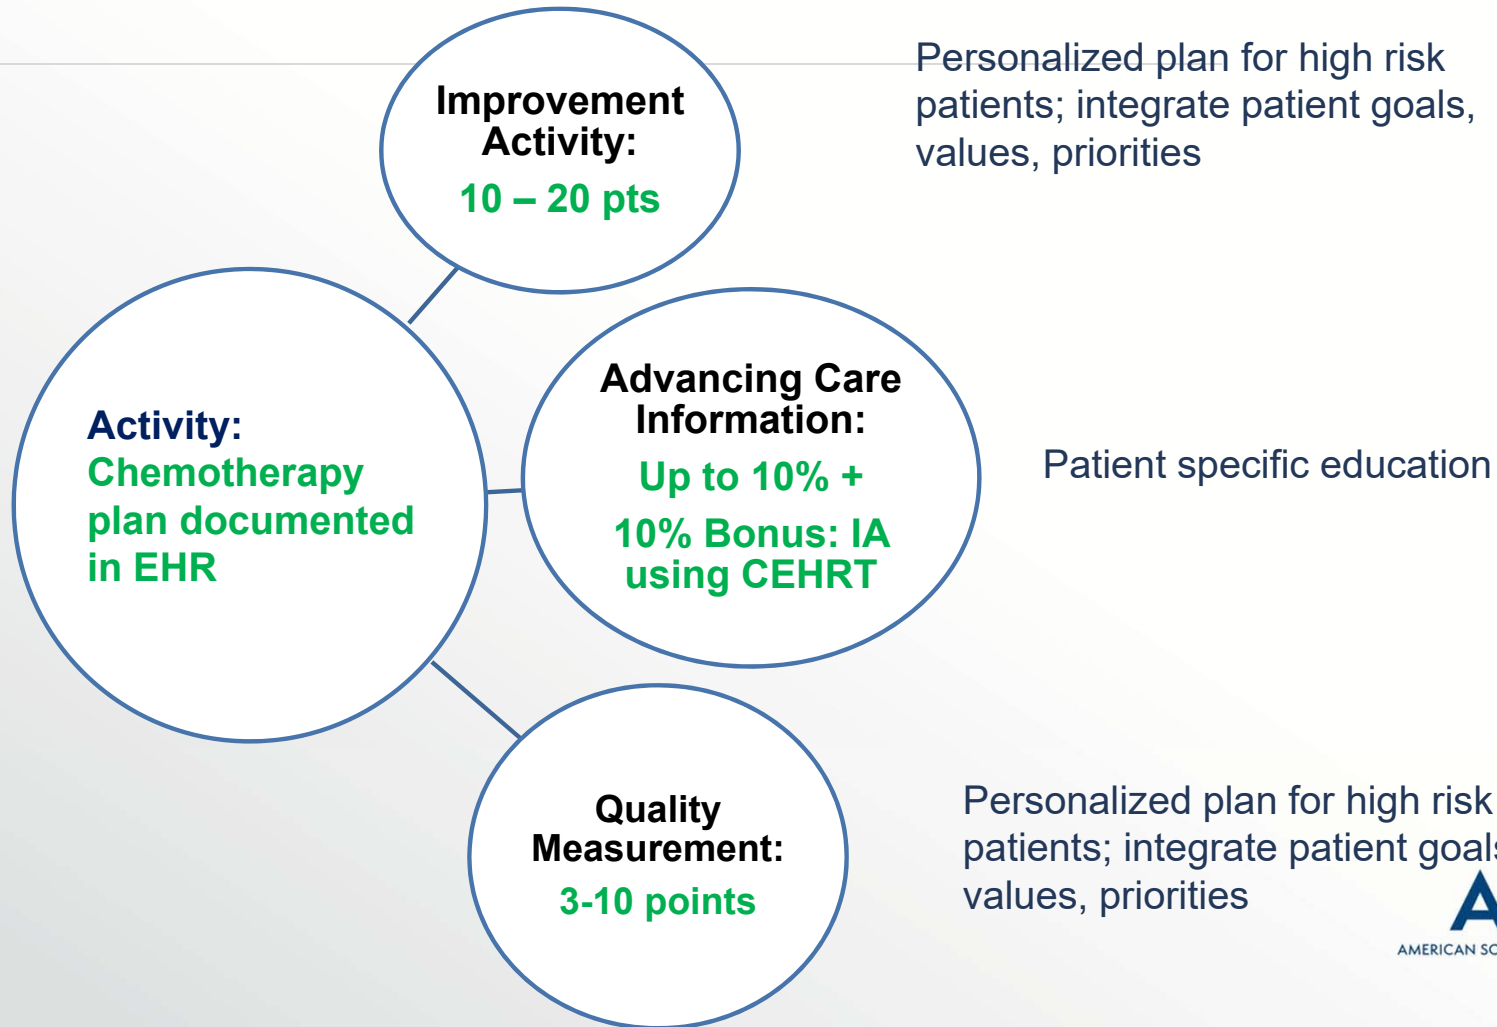 Improvement
Activity:
10 – 20 pts
Personalized plan for high risk
patients; integrate patient goals,
values, priorities
Activity:
Chemotherapy
plan documented
in EHR
Advancing Care
Information:
Up to 10% +
10% Bonus: IA
using CEHRT
Patient specific education
Quality
Measurement:
3-10 points
Personalized plan for high risk
patients; integrate patient goals
values, priorities
AMERICAN